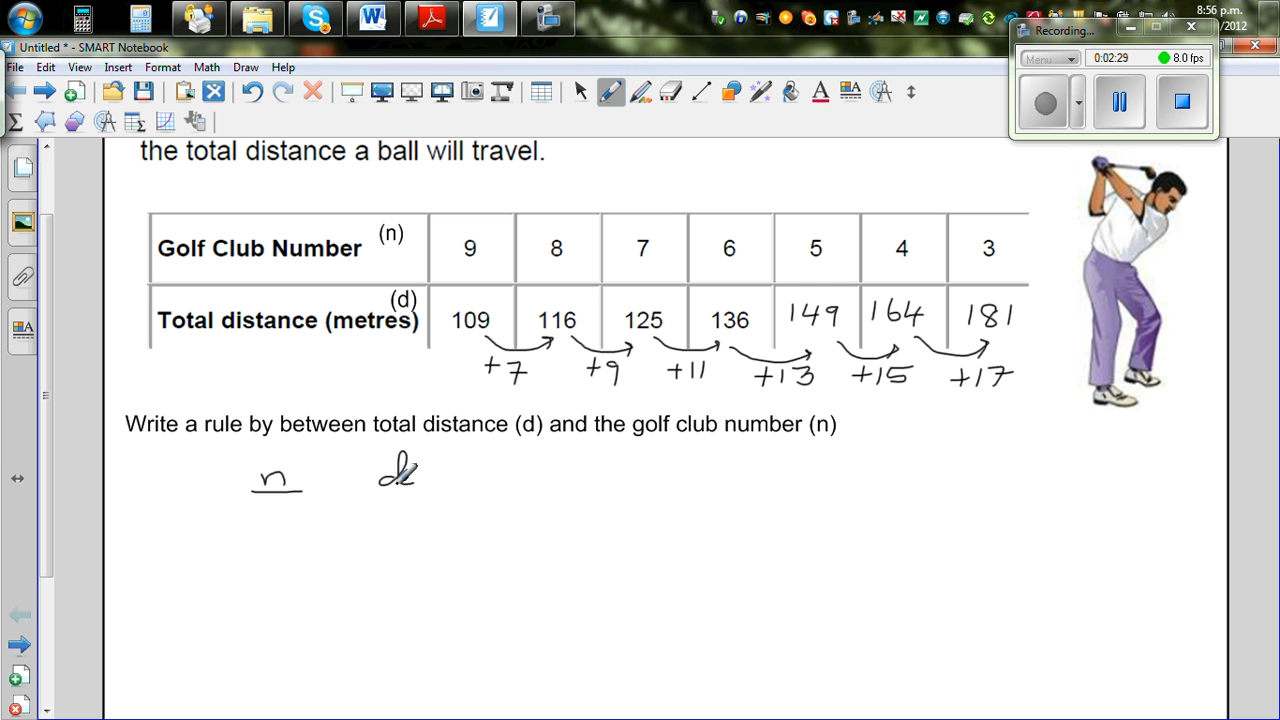 8:56 p.m.
/2012
Untitled * - SMART Notebook
Recording...
File Edit View Insert Format Math Draw Help
Menu 0:02:29 8.0 fps
the total distance a ball will travel.
Golf Club Number (n) 9 8 7 6 5 4 3
Total distance (metres) (d) 109 116 125 136 149 164 181
+7 +9 +11 +13 +15 +17
Write a rule by between total distance (d) and the golf club number (n)
n d